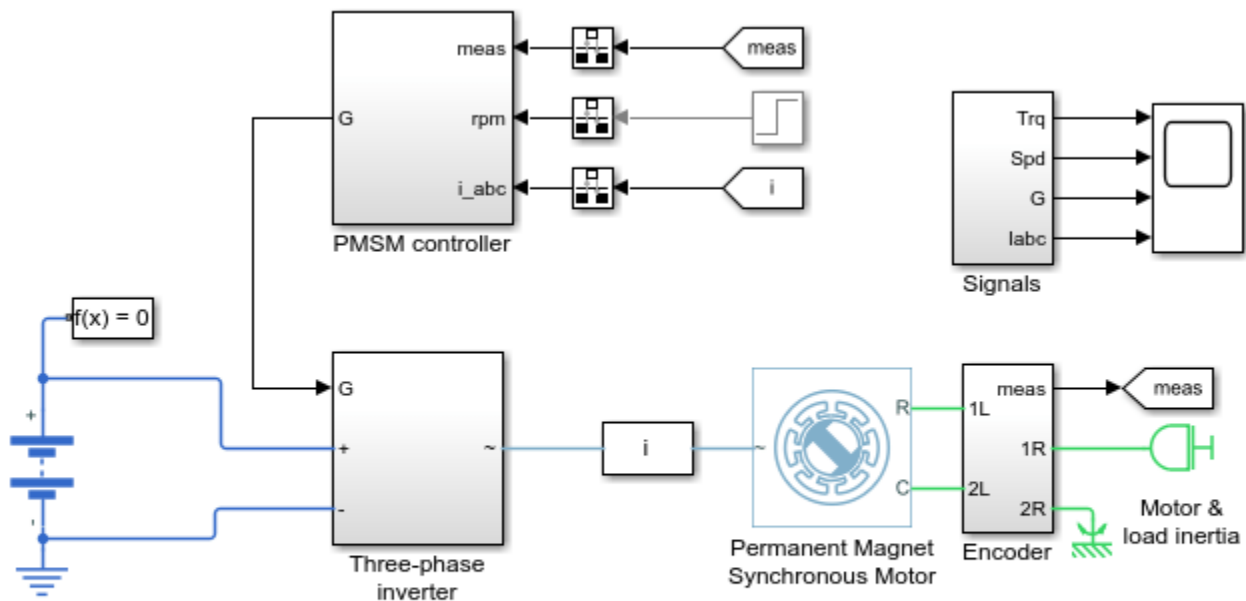 meas
meas
G
rpm
i_abc
i
PMSM controller
Trq
Spd
G
Iabc
Signals
f(x) = 0
+
-
G
+
-
~
Three-phase
inverter
i
~
R
C
Permanent Magnet
Synchronous Motor
meas
1L
1R
2L
2R
Encoder
meas
Motor &
load inertia